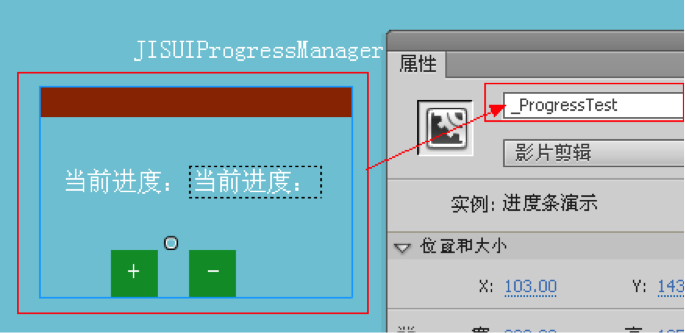 JISUIProgressManager
属性
_ProgressTest
影片剪辑
当前进度： 当前进度：
实例: 进度条演示
位置和大小
+ -
X: 103.00 Y: 143